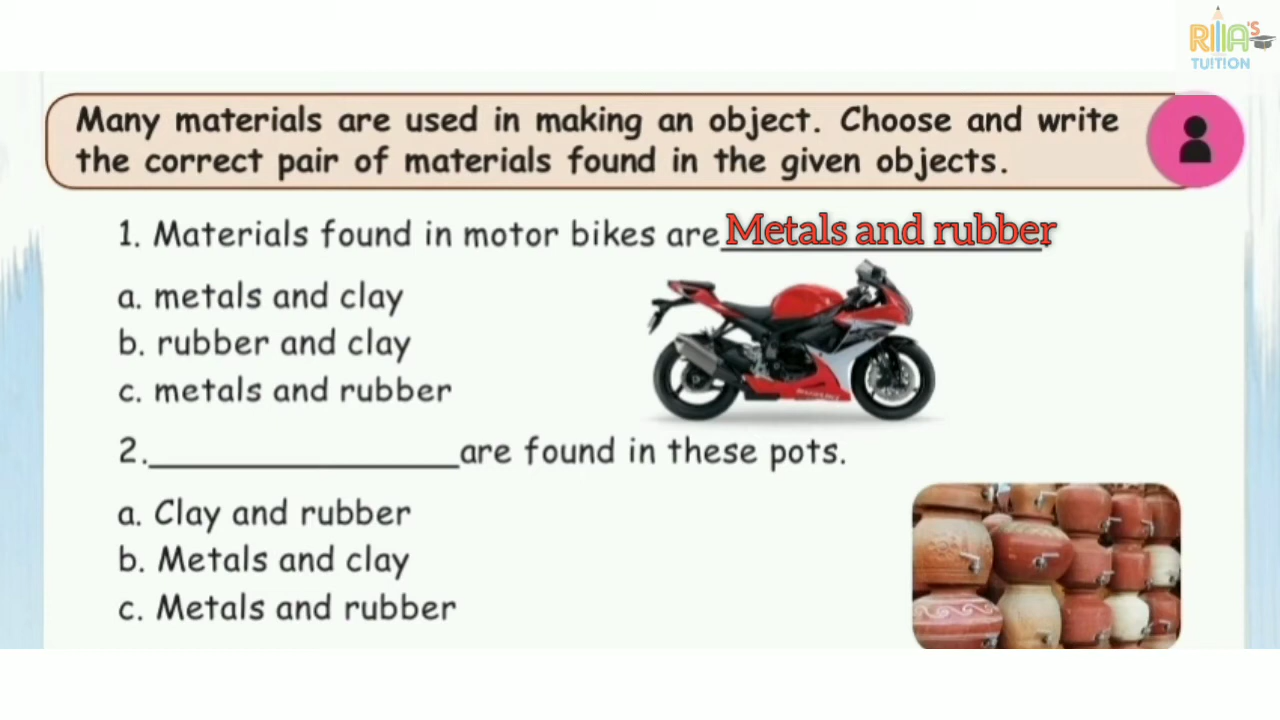 RIIA'S
TUITION
Many materials are used in making an object. Choose and write
the correct pair of materials found in the given objects.
1. Materials found in motor bikes are Metals and rubber.
a. metals and clay
b. rubber and clay
c. metals and rubber
2.______________are found in these pots.
a. Clay and rubber
b. Metals and clay
c. Metals and rubber